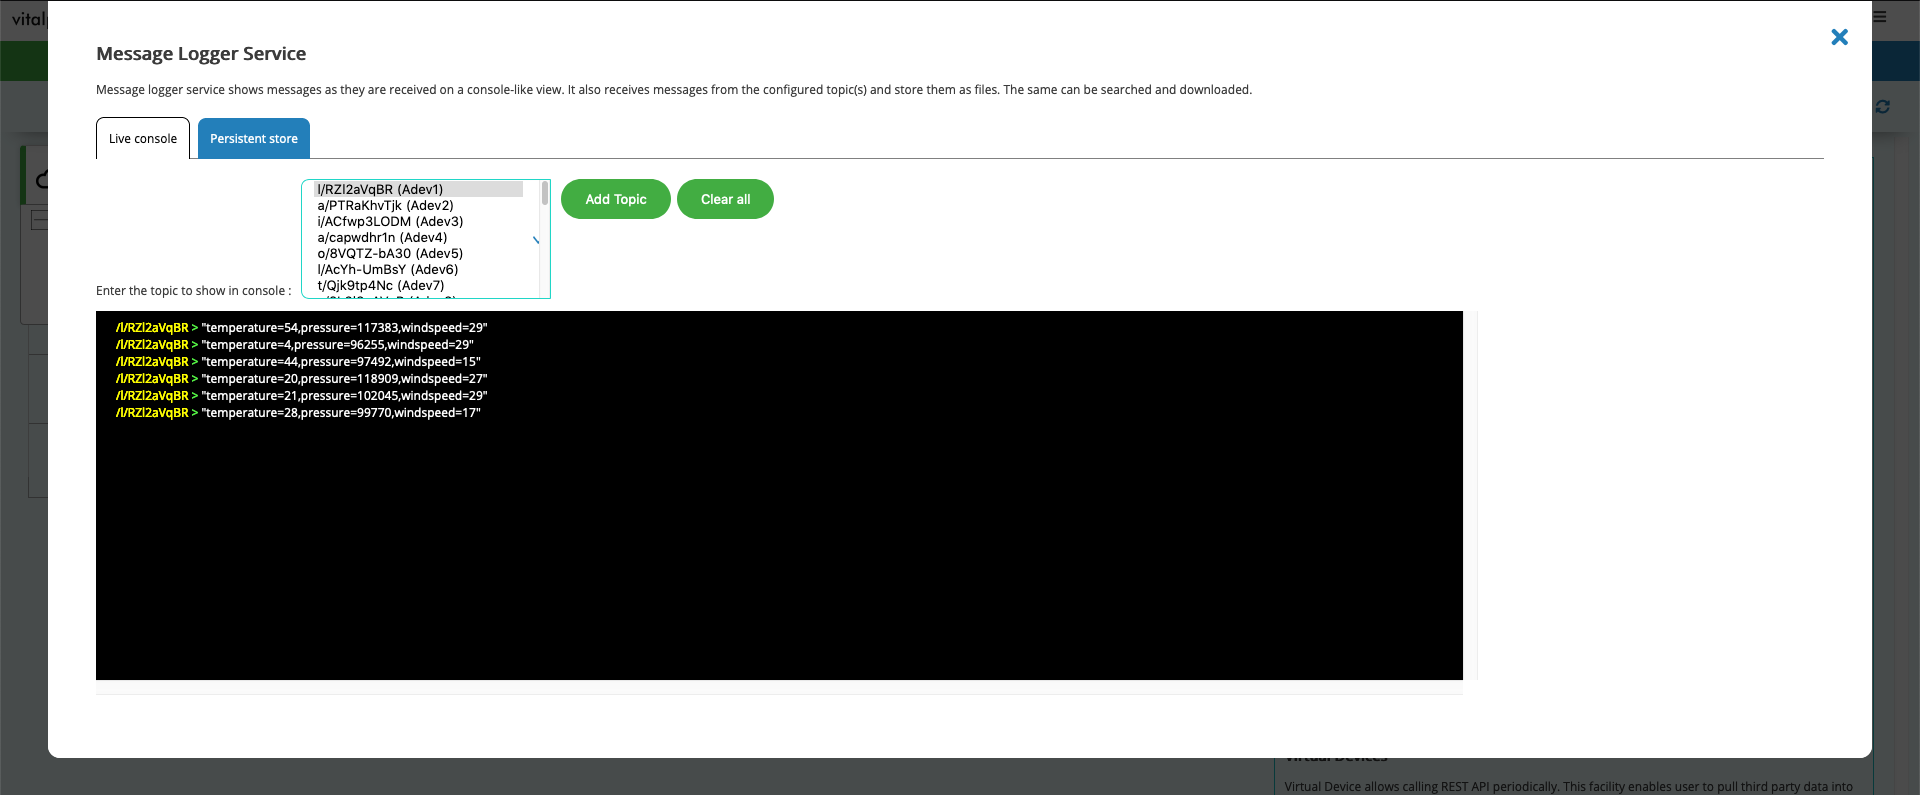 Message Logger Service
Message logger service shows messages as they are received on a console-like view. It also receives messages from the configured topic(s) and store them as files. The same can be searched and downloaded.
Live console
Persistent store
l/RZl2aVqBR (Adev1)
a/PTRaKhvTjk (Adev2)
i/ACfwp3LODM (Adev3)
a/capwdhr1n (Adev4)
o/8VQTZ-bA30 (Adev5)
l/AcYh-UmBsY (Adev6)
t/Qjk9tp4Nc (Adev7)
Add Topic
Clear all
Enter the topic to show in console :
/l/RZl2aVqBR > "temperature=54,pressure=117383,windspeed=29"
/l/RZl2aVqBR > "temperature=4,pressure=96255,windspeed=29"
/l/RZl2aVqBR > "temperature=44,pressure=97492,windspeed=15"
/l/RZl2aVqBR > "temperature=20,pressure=118909,windspeed=27"
/l/RZl2aVqBR > "temperature=21,pressure=102045,windspeed=29"
/l/RZl2aVqBR > "temperature=28,pressure=99770,windspeed=17"
Virtual Devices
Virtual Device allows calling REST API periodically. This facility enables user to pull third party data into